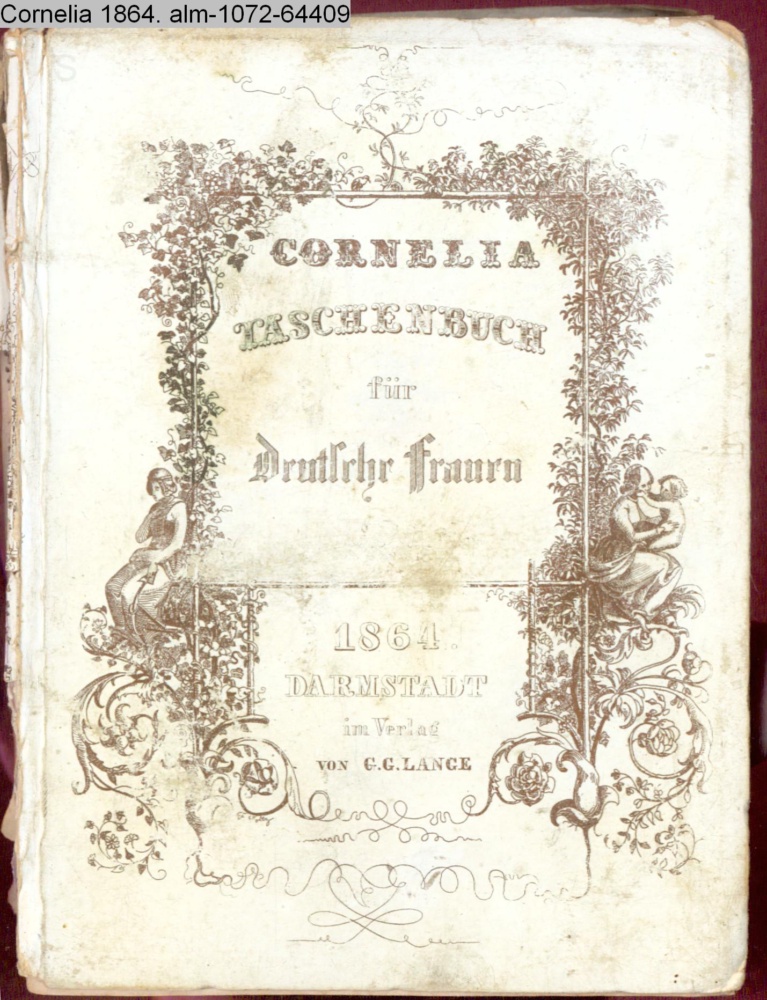 Cornelia 1864. alm-1072-64409
CORNELIA
TASCHENBUCH
für
Deutsche Frauen
1864.
DARMSTADT
im Verlag
VON G.G.LANGE